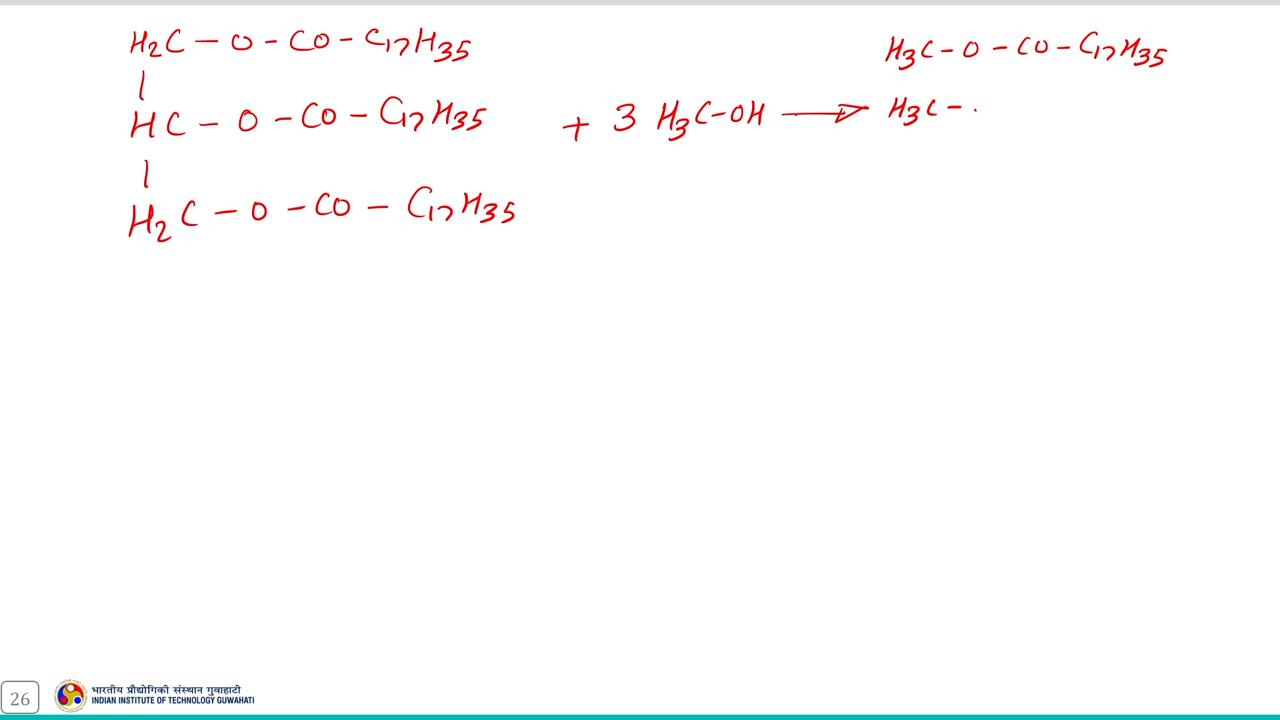 H2C - O - CO - C17H35
|
HC - O - CO - C17H35
|
H2C - O - CO - C17H35
+ 3 H3C-OH →
H3C - O - CO - C17H35
H3C - .
26
भारतीय प्रौद्योगिकी संस्थान गुवाहाटी
INDIAN INSTITUTE OF TECHNOLOGY GUWAHATI